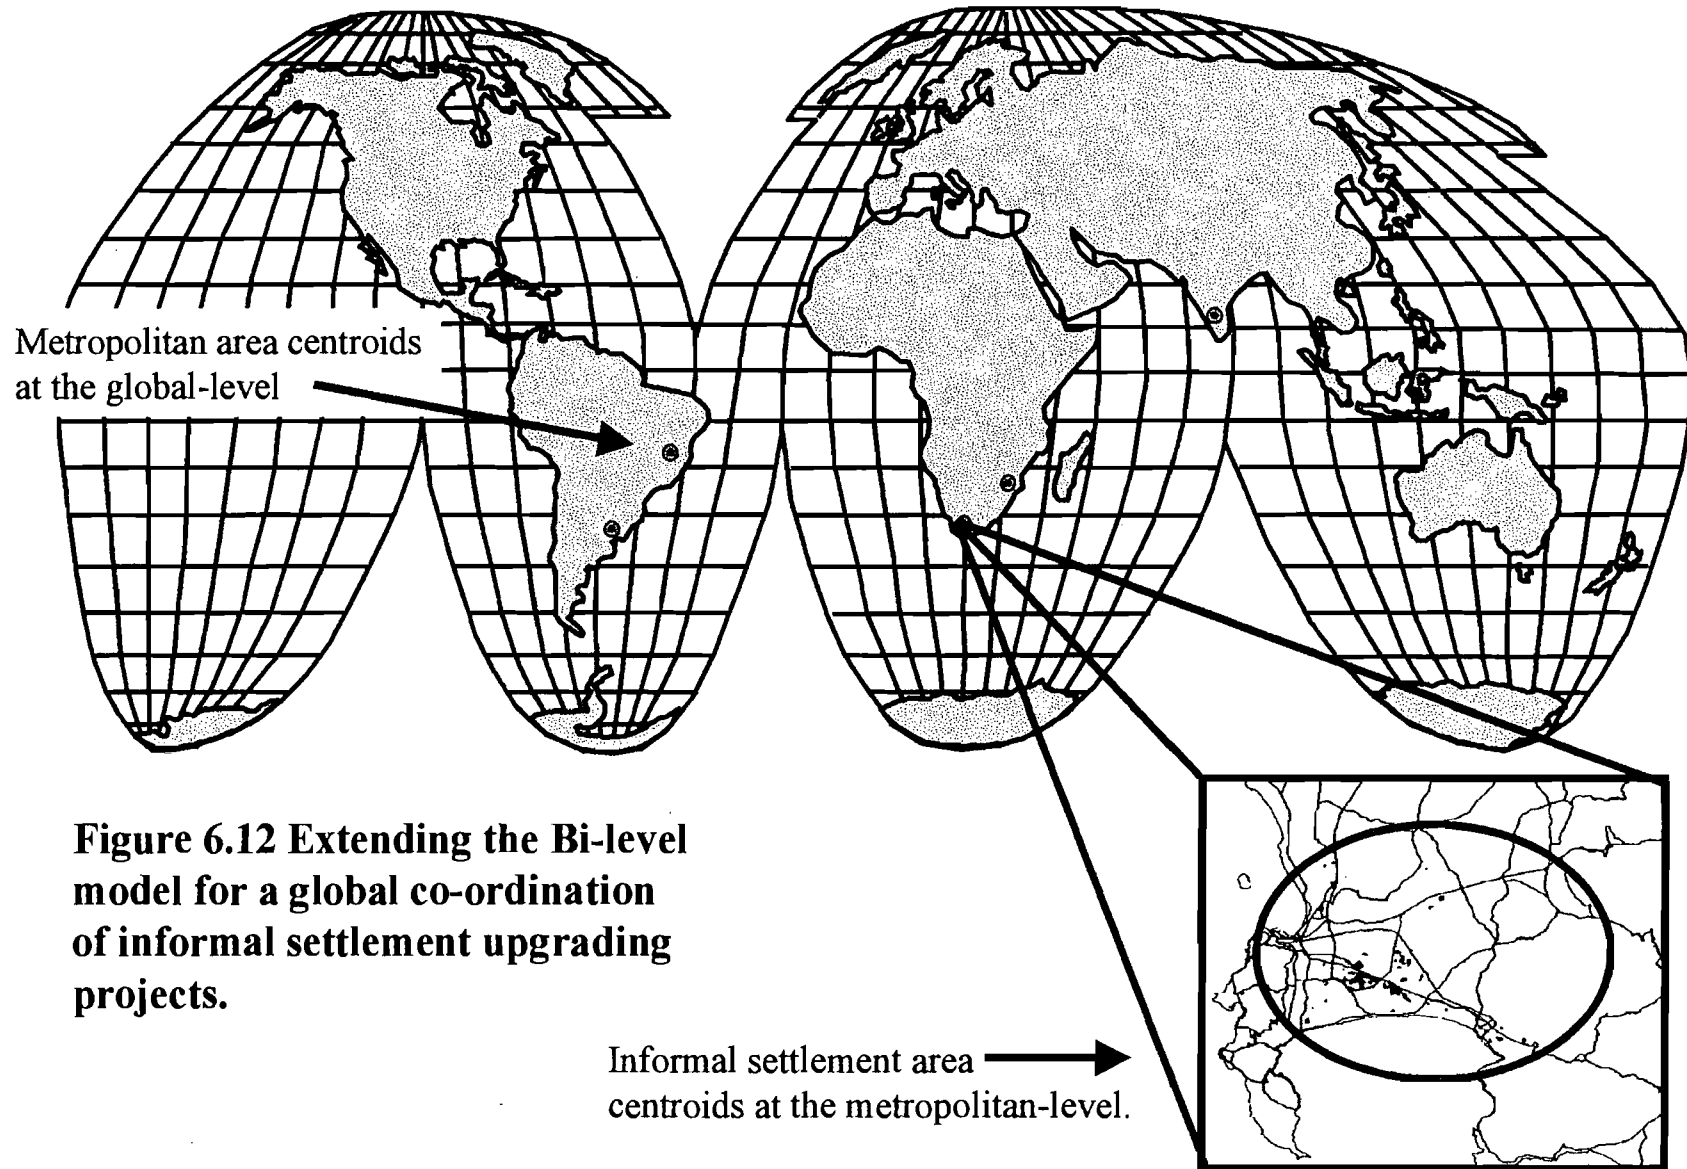 Metropolitan area centroids
at the global-level
Figure 6.12 Extending the Bi-level
model for a global co-ordination
of informal settlement upgrading
projects.
Informal settlement area
centroids at the metropolitan-level.